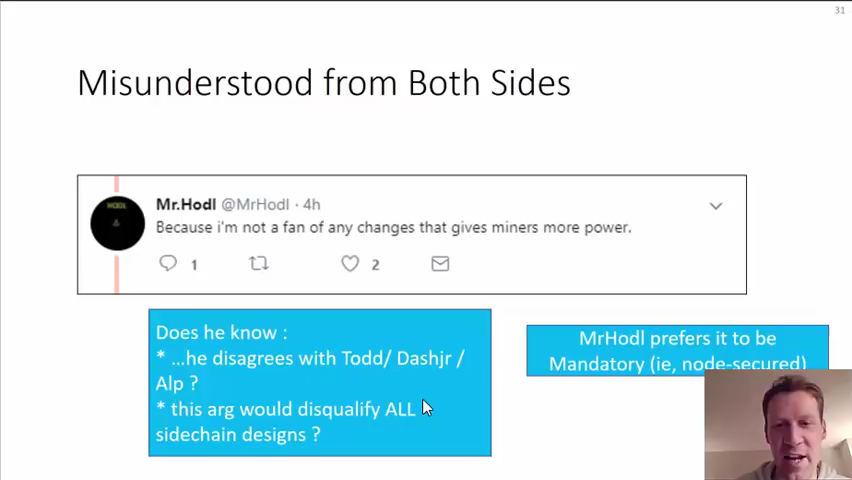 31
Misunderstood from Both Sides
Mr.Hodl @MrHodl · 4h
Because i'm not a fan of any changes that gives miners more power.
1 2
Does he know :
* ...he disagrees with Todd/ Dashjr /
Alp ?
* this arg would disqualify ALL
sidechain designs ?
MrHodl prefers it to be
Mandatory (ie, node-secured)